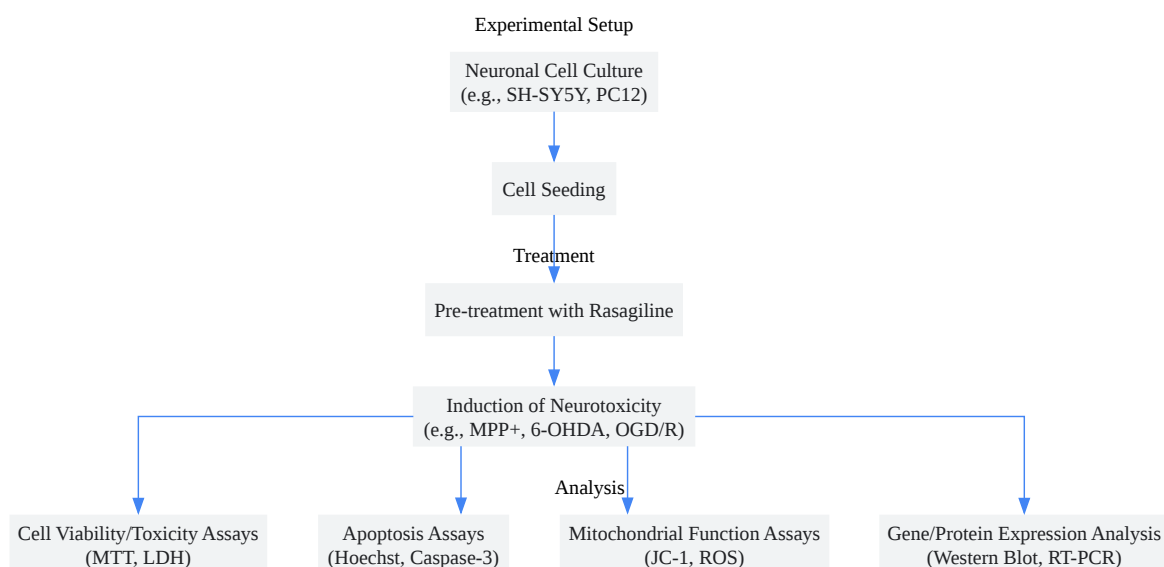 Experimental Setup
Neuronal Cell Culture
(e.g., SH-SY5Y, PC12)
Cell Seeding
Treatment
Pre-treatment with Rasagiline
Induction of Neurotoxicity
(e.g., MPP+, 6-OHDA, OGD/R)
Analysis
Cell Viability/Toxicity Assays
(MTT, LDH)
Apoptosis Assays
(Hoechst, Caspase-3)
Mitochondrial Function Assays
(JC-1, ROS)
Gene/Protein Expression Analysis
(Western Blot, RT-PCR)